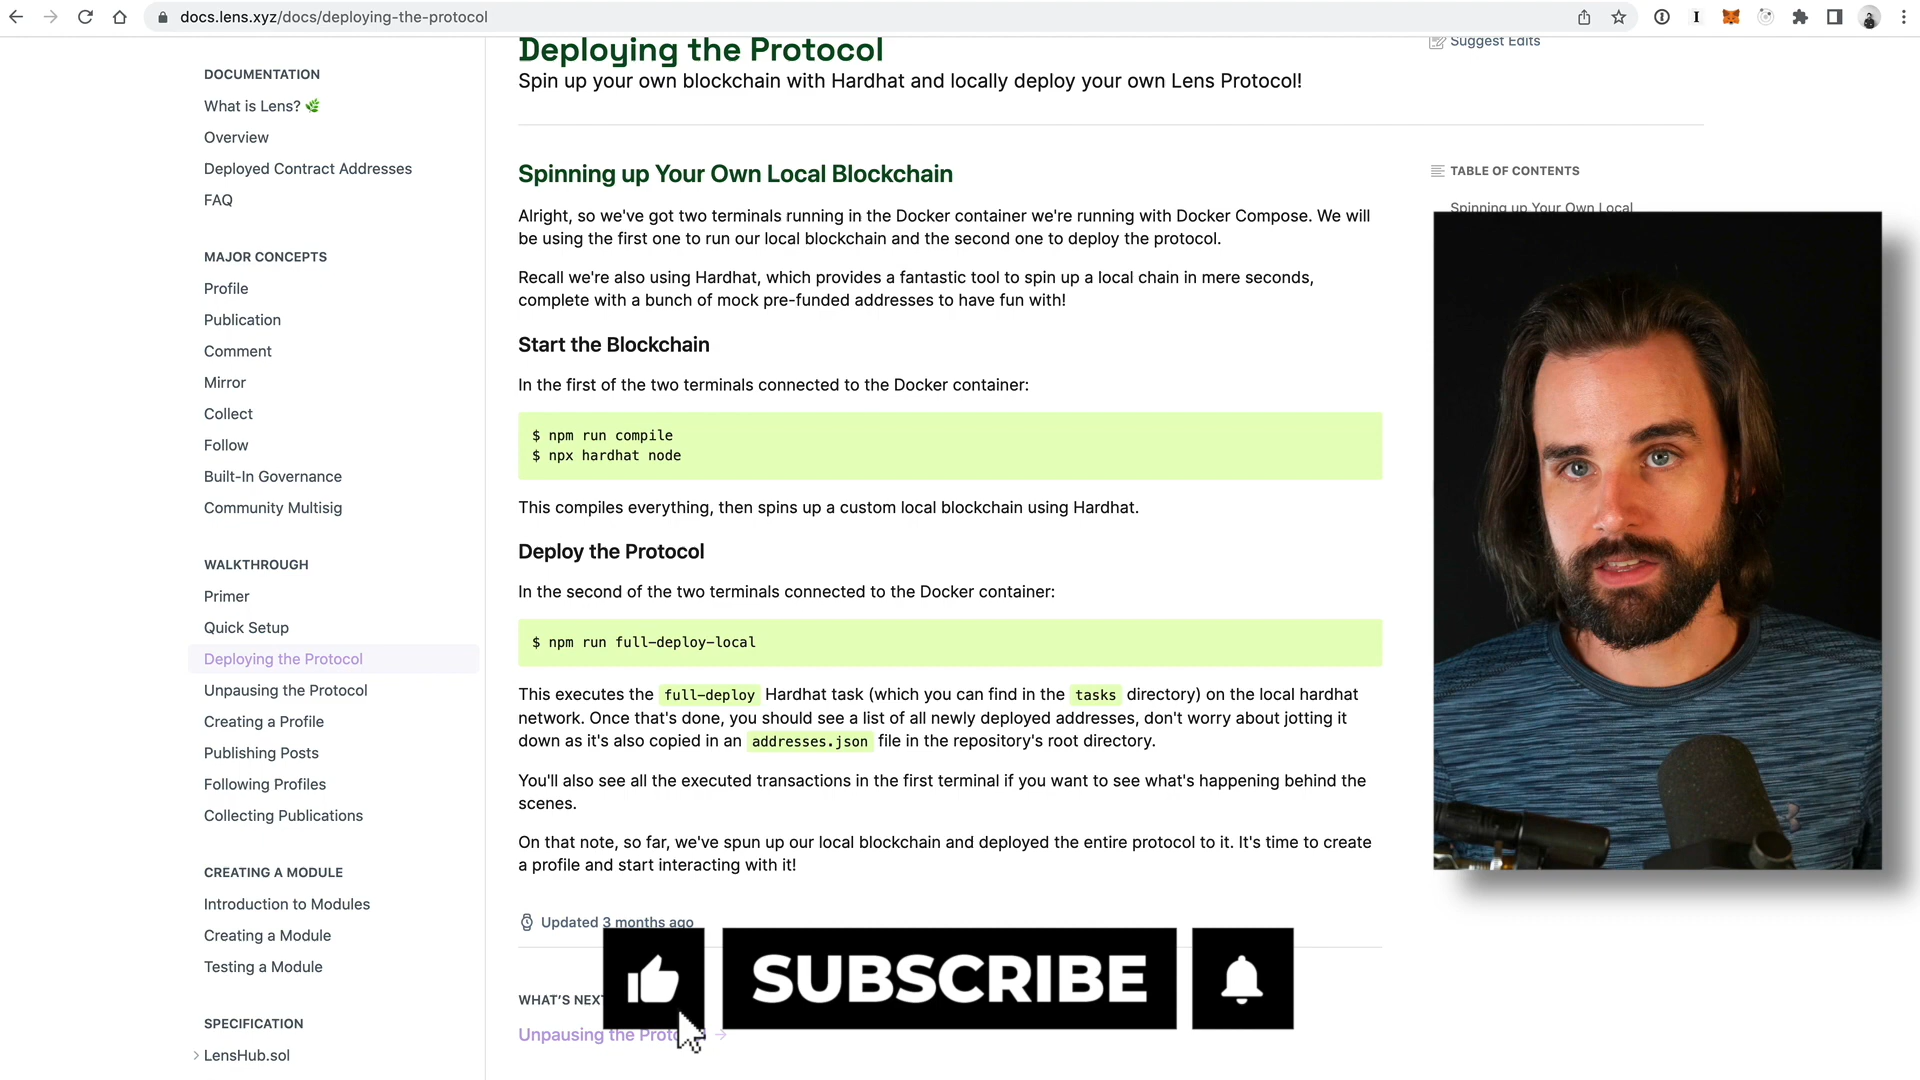 docs.lens.xyz/docs/deploying-the-protocol
DOCUMENTATION
What is Lens? 🌿
Overview
Deployed Contract Addresses
FAQ
MAJOR CONCEPTS
Profile
Publication
Comment
Mirror
Collect
Follow
Built-In Governance
Community Multisig
WALKTHROUGH
Primer
Quick Setup
Deploying the Protocol
Unpausing the Protocol
Creating a Profile
Publishing Posts
Following Profiles
Collecting Publications
CREATING A MODULE
Introduction to Modules
Creating a Module
Testing a Module
SPECIFICATION
LensHub.sol
Deploying the Protocol
Spin up your own blockchain with Hardhat and locally deploy your own Lens Protocol!
Spinning up Your Own Local Blockchain
Alright, so we've got two terminals running in the Docker container we're running with Docker Compose. We will
be using the first one to run our local blockchain and the second one to deploy the protocol.
Recall we're also using Hardhat, which provides a fantastic tool to spin up a local chain in mere seconds,
complete with a bunch of mock pre-funded addresses to have fun with!
Start the Blockchain
In the first of the two terminals connected to the Docker container:
$ npm run compile
$ npx hardhat node
This compiles everything, then spins up a custom local blockchain using Hardhat.
Deploy the Protocol
In the second of the two terminals connected to the Docker container:
$ npm run full-deploy-local
This executes the full-deploy Hardhat task (which you can find in the tasks directory) on the local hardhat
network. Once that's done, you should see a list of all newly deployed addresses, don't worry about jotting it
down as it's also copied in an addresses.json file in the repository's root directory.
You'll also see all the executed transactions in the first terminal if you want to see what's happening behind the
scenes.
On that note, so far, we've spun up our local blockchain and deployed the entire protocol to it. It's time to create
a profile and start interacting with it!
Updated 3 months ago
WHAT'S NEXT
Unpausing the Proto
SUBSCRIBE
Suggest Edits
TABLE OF CONTENTS
Spinning up Your Own Local